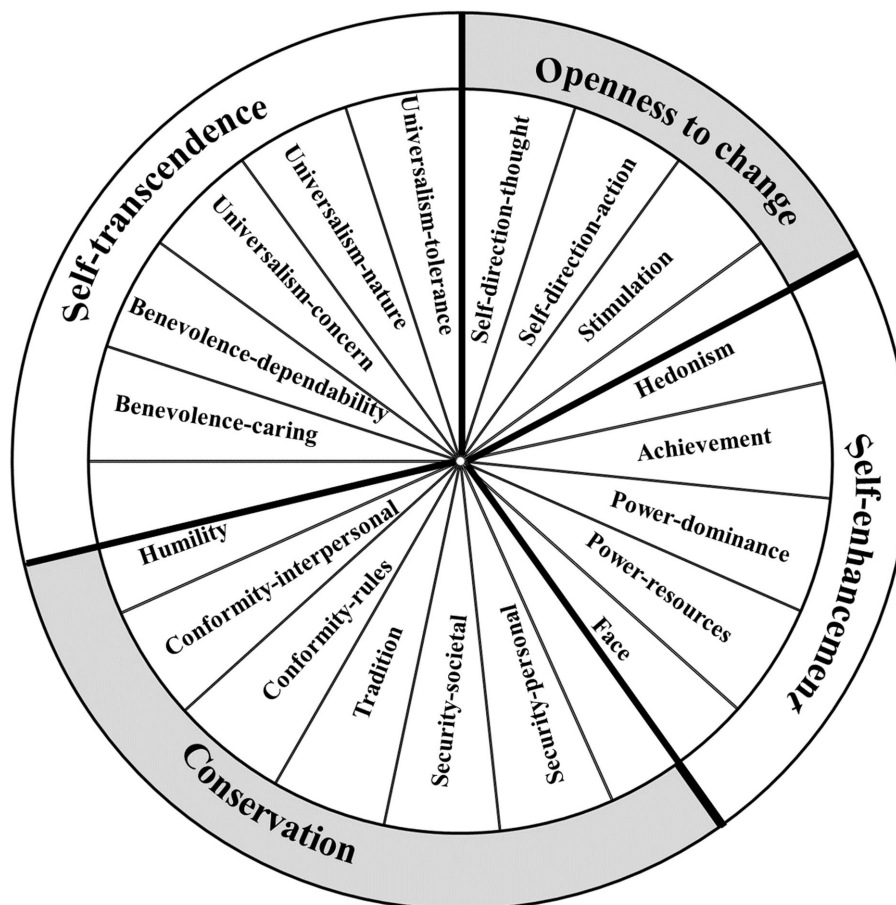 Openness to change
Self-enhancement
Conservation
Self-transcendence
Self-direction-thought
Self-direction-action
Stimulation
Hedonism
Achievement
Power-dominance
Power-resources
Face
Security-personal
Security-societal
Tradition
Conformity-rules
Conformity-interpersonal
Humility
Benevolence-caring
Benevolence-dependability
Universalism-concern
Universalism-nature
Universalism-tolerance